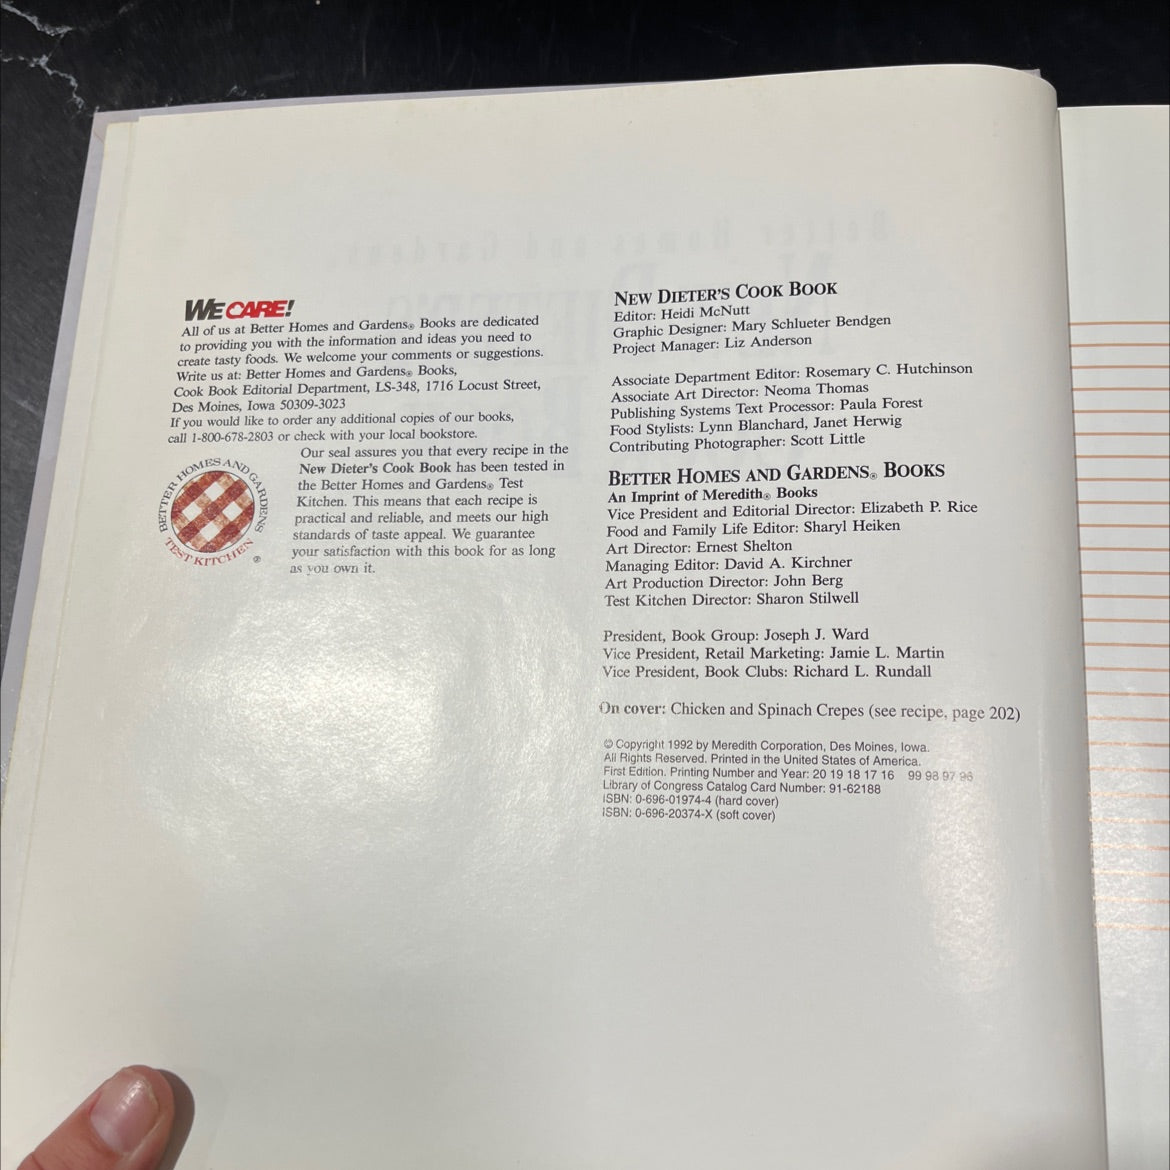 WE CARE!
All of us at Better Homes and Gardens® Books are dedicated
to providing you with the information and ideas you need to
create tasty foods. We welcome your comments or suggestions.
Write us at: Better Homes and Gardens® Books,
Cook Book Editorial Department, LS-348, 1716 Locust Street,
Des Moines, Iowa 50309-3023
If you would like to order any additional copies of our books,
call 1-800-678-2803 or check with your local bookstore.
BETTER HOMES AND GARDENS
TEST KITCHEN ®
Our seal assures you that every recipe in the
New Dieter's Cook Book has been tested in
the Better Homes and Gardens® Test
Kitchen. This means that each recipe is
practical and reliable, and meets our high
standards of taste appeal. We guarantee
your satisfaction with this book for as long
as you own it.
NEW DIETER'S COOK BOOK
Editor: Heidi McNutt
Graphic Designer: Mary Schlueter Bendgen
Project Manager: Liz Anderson
Associate Department Editor: Rosemary C. Hutchinson
Associate Art Director: Neoma Thomas
Publishing Systems Text Processor: Paula Forest
Food Stylists: Lynn Blanchard, Janet Herwig
Contributing Photographer: Scott Little
BETTER HOMES AND GARDENS® BOOKS
An Imprint of Meredith® Books
Vice President and Editorial Director: Elizabeth P. Rice
Food and Family Life Editor: Sharyl Heiken
Art Director: Ernest Shelton
Managing Editor: David A. Kirchner
Art Production Director: John Berg
Test Kitchen Director: Sharon Stilwell
President, Book Group: Joseph J. Ward
Vice President, Retail Marketing: Jamie L. Martin
Vice President, Book Clubs: Richard L. Rundall
On cover: Chicken and Spinach Crepes (see recipe, page 202)
© Copyright 1992 by Meredith Corporation, Des Moines, Iowa.
All Rights Reserved. Printed in the United States of America.
First Edition. Printing Number and Year: 20 19 18 17 16 99 98 97 96
Library of Congress Catalog Card Number: 91-62188
ISBN: 0-696-01974-4 (hard cover)
ISBN: 0-696-20374-X (soft cover)